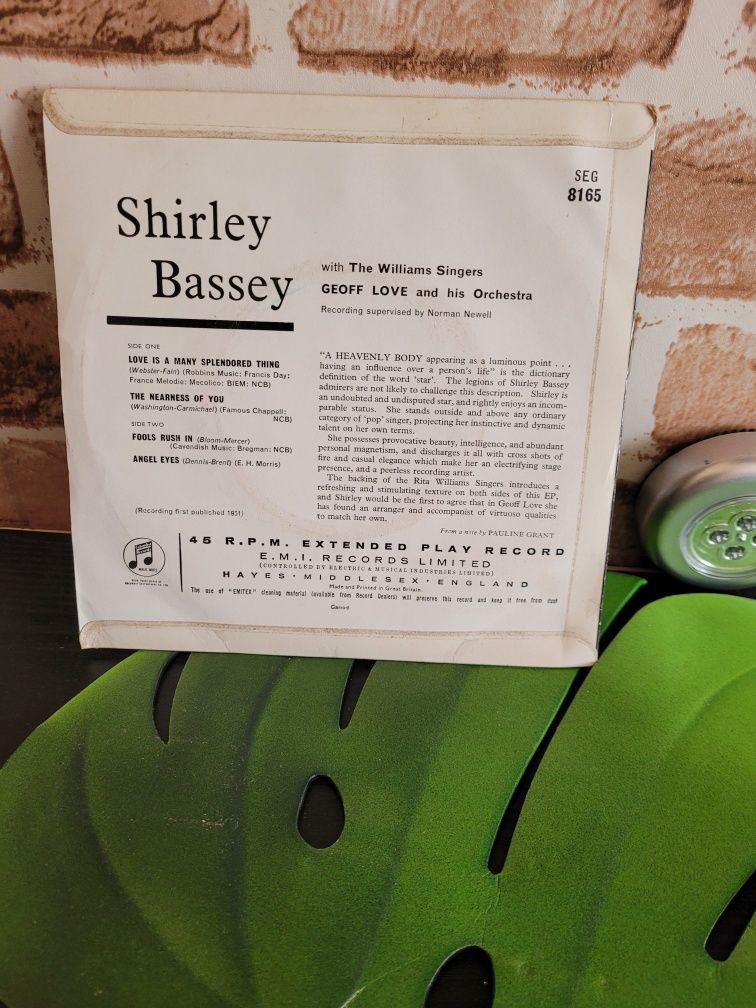 SEG
8165
Shirley
Bassey
with The Williams Singers
GEOFF LOVE and his Orchestra
Recording supervised by Norman Newell
SIDE ONE
LOVE IS A MANY SPLENDORED THING
(Webster-Fain) (Robbins Music: Francis Day:
France Melodie: Mecolico: BIEM: NCB)
THE NEARNESS OF YOU
(Washington-Carmichael) (Famous Chappell:
NCB)
SIDE TWO
FOOLS RUSH IN (Bloom-Mercer)
(Cavendish Music: Bregman: NCB)
ANGEL EYES (Dennis-Brent) (E. H. Morris)
(Recording first published 1961)
"A HEAVENLY BODY appearing as a luminous point . . .
having an influence over a person's life" is the dictionary
definition of the word 'star'. The legions of Shirley Bassey
admirers are not likely to challenge this description. Shirley is
an undoubted and undisputed star, and rightly enjoys an incom-
parable status. She stands outside and above any ordinary
category of 'pop' singer, projecting her instinctive and dynamic
talent on her own terms.
She possesses provocative beauty, intelligence, and abundant
personal magnetism, and discharges it all with cross shots of
fire and casual elegance which make her an electrifying stage
presence, and a peerless recording artist.
The backing of the Rita Williams Singers introduces a
refreshing and stimulating texture on both sides of this EP,
and Shirley would be the first to agree that in Geoff Love she
has found an arranger and accompanist of virtuoso qualities
to match her own.
From a note by PAULINE GRANT
45 R.P.M. EXTENDED PLAY RECORD
E.M.I. RECORDS LIMITED
(CONTROLLED BY ELECTRIC & MUSICAL INDUSTRIES LIMITED)
HAYES · MIDDLESEX · ENGLAND
Made and Printed in Great Britain
The use of "EMITEX" cleaning material (available from Record Dealers) will preserve this record and keep it free from dust
Garrod